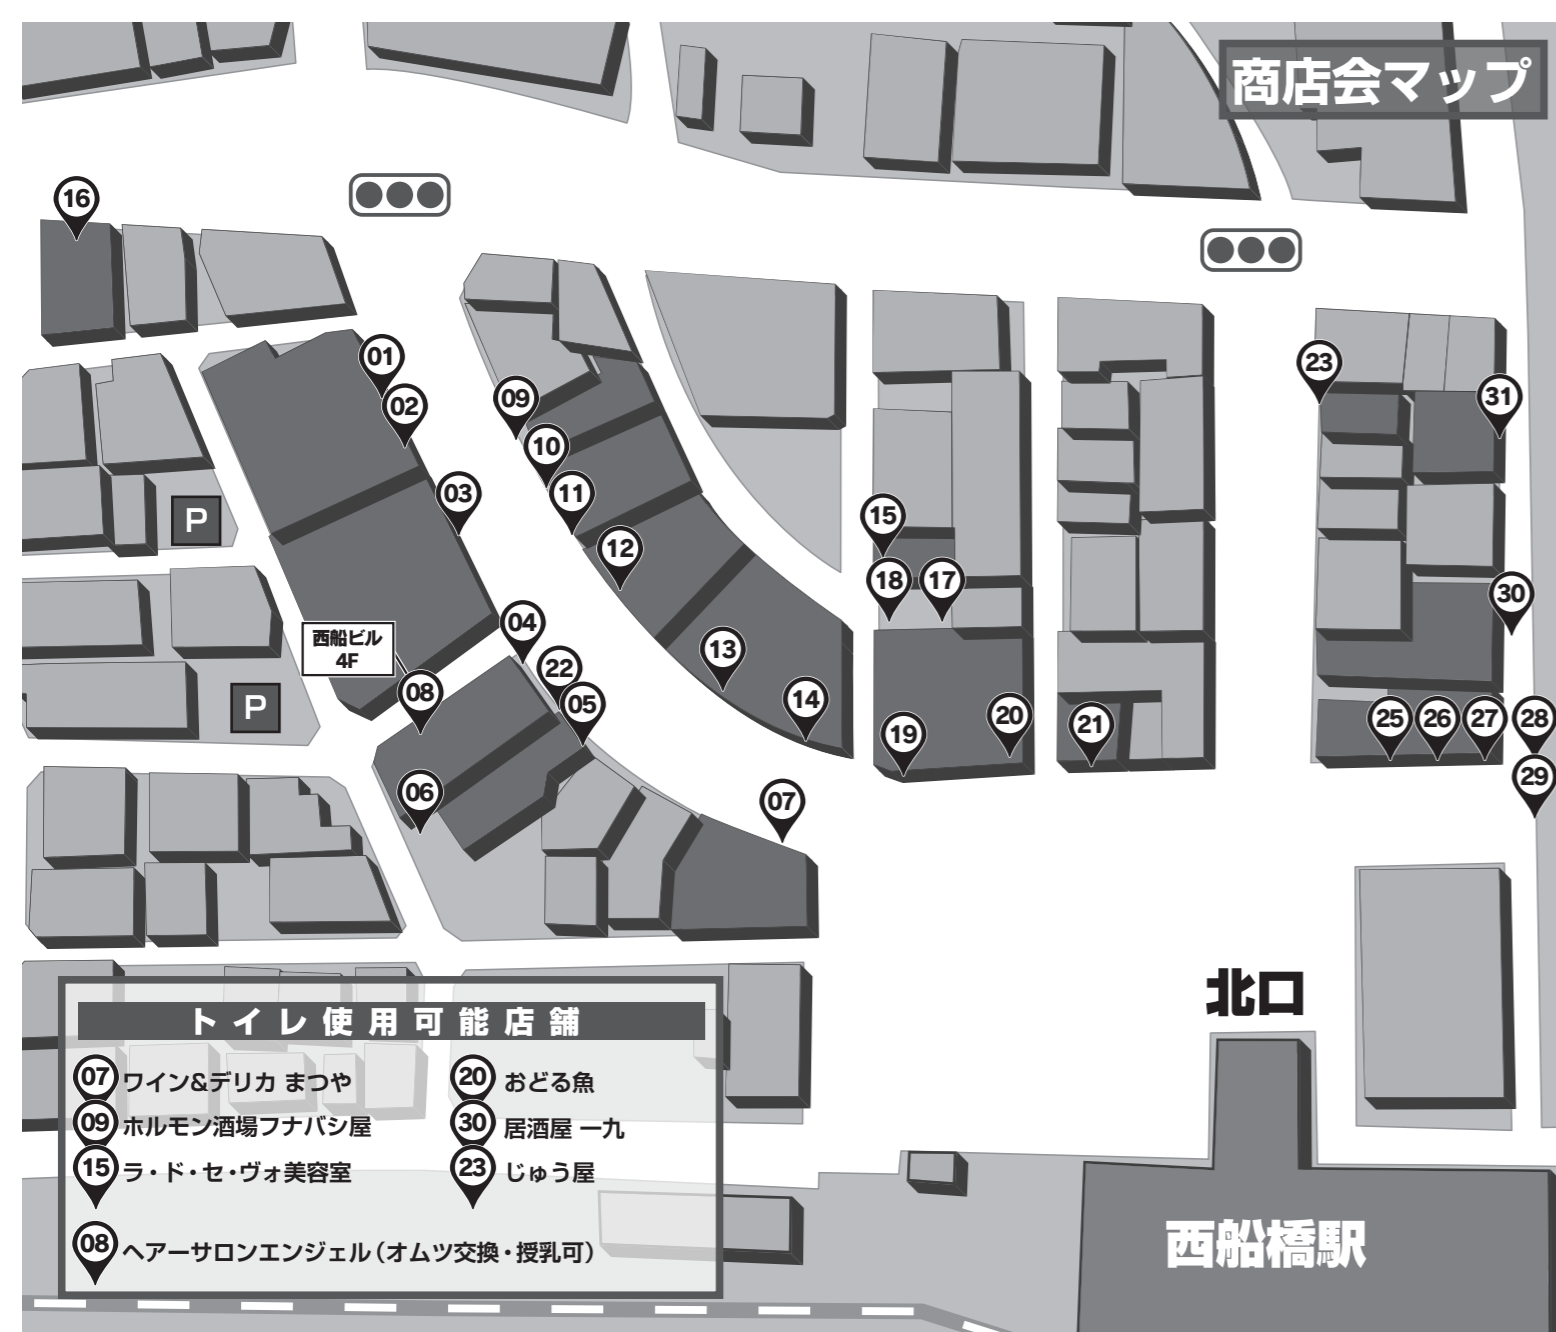 商店会マップ
16
01
02
23
31
09
10
03
11
15
P
12
18
17
30
西船ビル
4F
04
13
22
08
14
05
P
19
20
21
25
26
27
28
29
06
07
北口
トイレ使用可能店舗
07 ワイン&デリカ まつや
09 ホルモン酒場フナバシ屋
15 ラ・ド・セ・ヴォ美容室
08 ヘアーサロンエンジェル（オムツ交換・授乳可）
20 おどる魚
30 居酒屋 一九
23 じゅう屋
西船橋駅